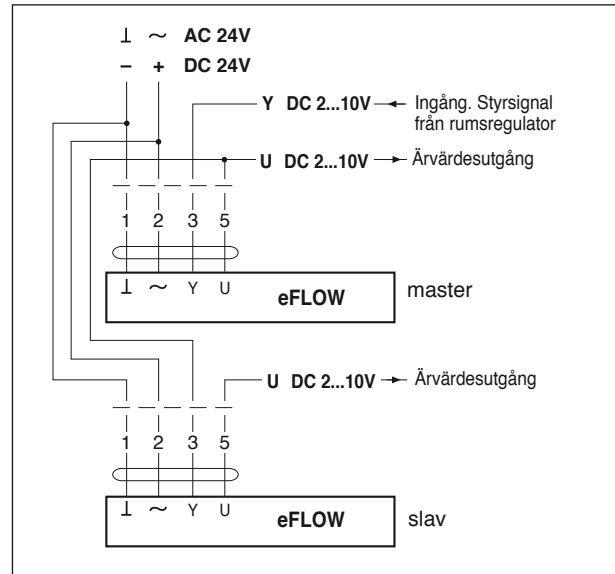 ⊥ ~ AC 24V
− + DC 24V
Y DC 2...10V Ingång. Styrsignal
från rumsregulator
U DC 2...10V Ärvärdesutgång
1 2 3 5
⊥ ~ Y U eFLOW master
U DC 2...10V Ärvärdesutgång
1 2 3 5
⊥ ~ Y U eFLOW slav